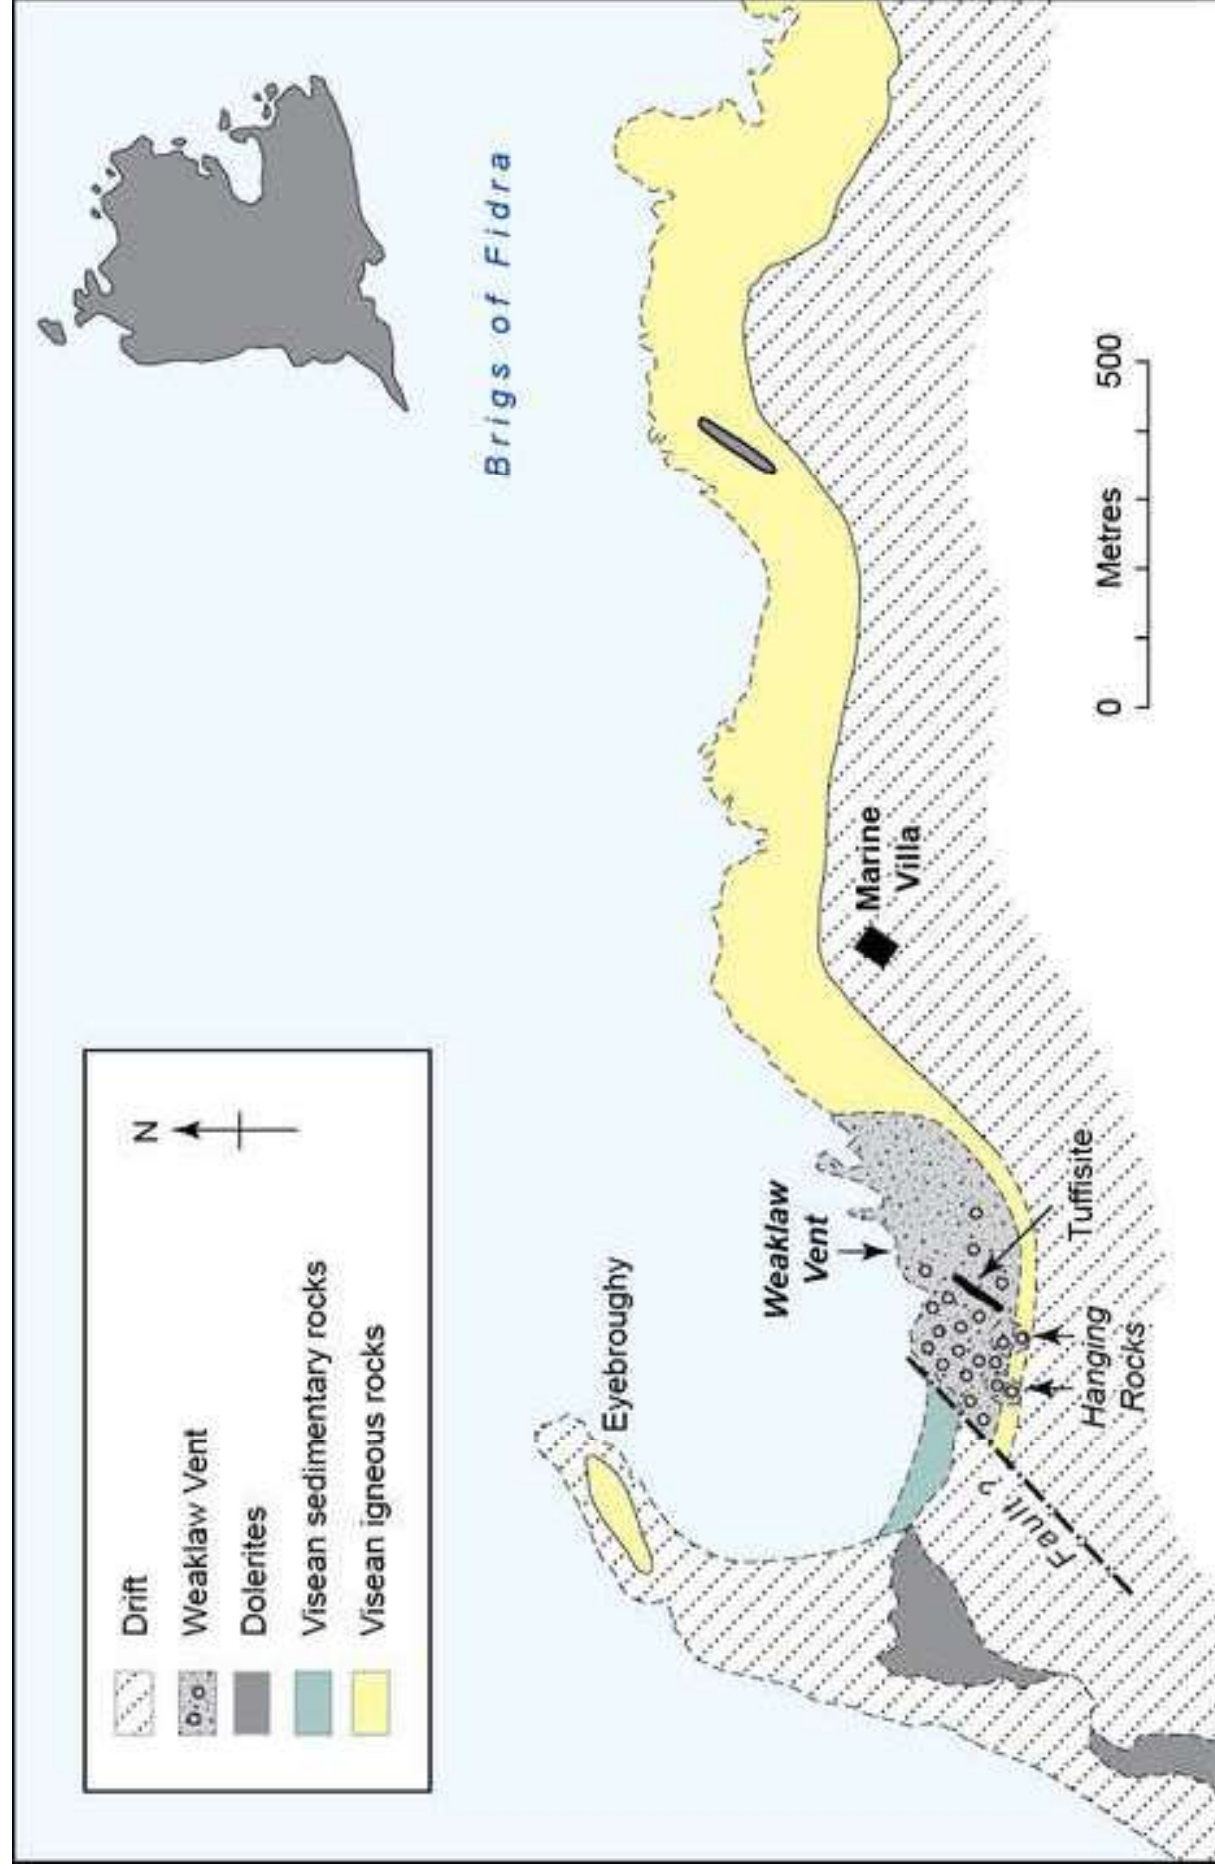 N
Drift
Weaklaw Vent
Dolerites
Visean sedimentary rocks
Visean igneous rocks
Brigs of Fidra
Eyebroughy
Weaklaw
Vent
Marine
Villa
Tuffisite
Hanging
Rocks
Fault ?
0 Metres 500